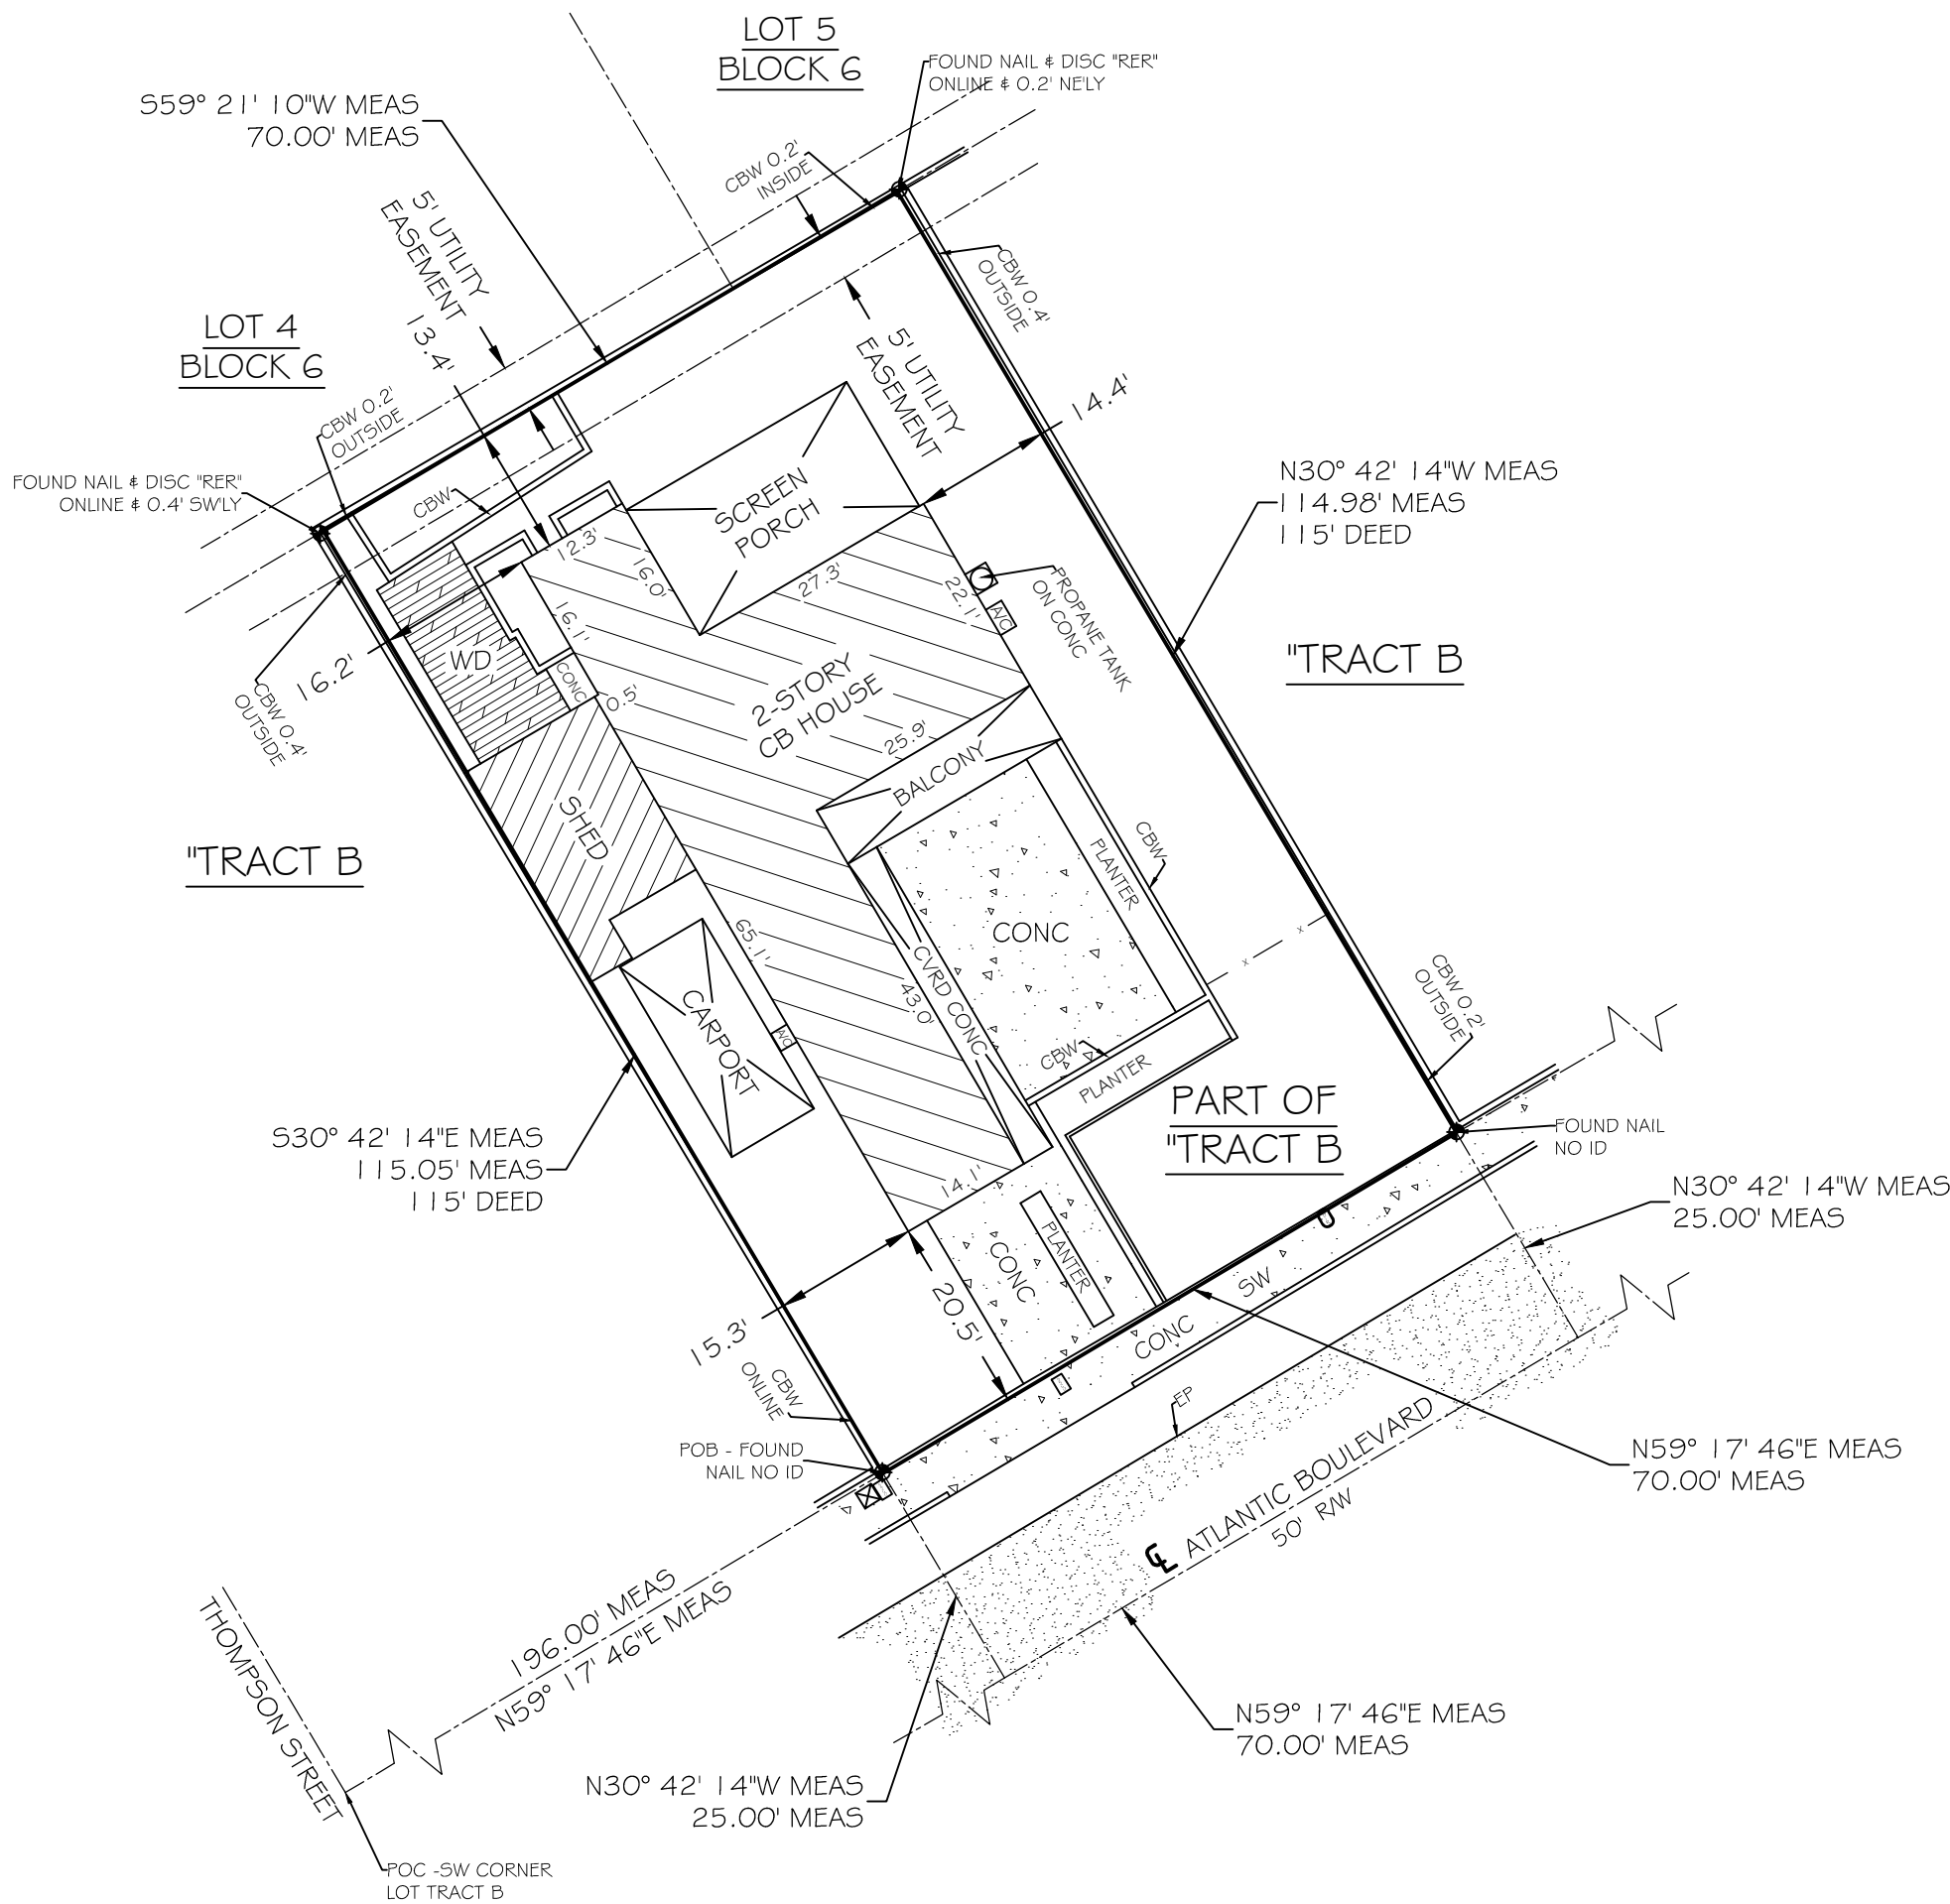 LOT 5
BLOCK 6
FOUND NAIL & DISC "RER"
ONLINE & 0.2' NE'LY
S59° 21' 10"W MEAS
70.00' MEAS
CBW 0.2'
INSIDE
5' UTILITY
EASEMENT
CBW 0.4'
OUTSIDE
LOT 4
BLOCK 6
13.4'
5' UTILITY
EASEMENT
14.4'
CBW 0.2'
OUTSIDE
FOUND NAIL & DISC "RER"
ONLINE & 0.4' SW'LY
CBW
SCREEN
PORCH
N30° 42' 14"W MEAS
114.98' MEAS
115' DEED
12.3'
16.0'
27.3'
22.1'
A/C
PROPANE TANK
ON CONC
16.1'
WD
CONC
0.5'
16.2'
CBW 0.4'
OUTSIDE
2-STORY
CB HOUSE
"TRACT B
25.9'
BALCONY
SHED
"TRACT B
PLANTER
CBW
CONC
x
x
65.1'
CVRD CONC
43.0'
CBW 0.2'
OUTSIDE
CARPORT
A/C
CBW
PLANTER
PART OF
"TRACT B
FOUND NAIL
NO ID
S30° 42' 14"E MEAS
115.05' MEAS
115' DEED
14.1'
N30° 42' 14"W MEAS
25.00' MEAS
CONC
PLANTER
20.5'
15.3'
CONC
SW
CBW
ONLINE
EP
POB - FOUND
NAIL NO ID
N59° 17' 46"E MEAS
70.00' MEAS
CL ATLANTIC BOULEVARD
50' R/W
196.00' MEAS
N59° 17' 46"E MEAS
THOMPSON STREET
N59° 17' 46"E MEAS
70.00' MEAS
N30° 42' 14"W MEAS
25.00' MEAS
POC -SW CORNER
LOT TRACT B